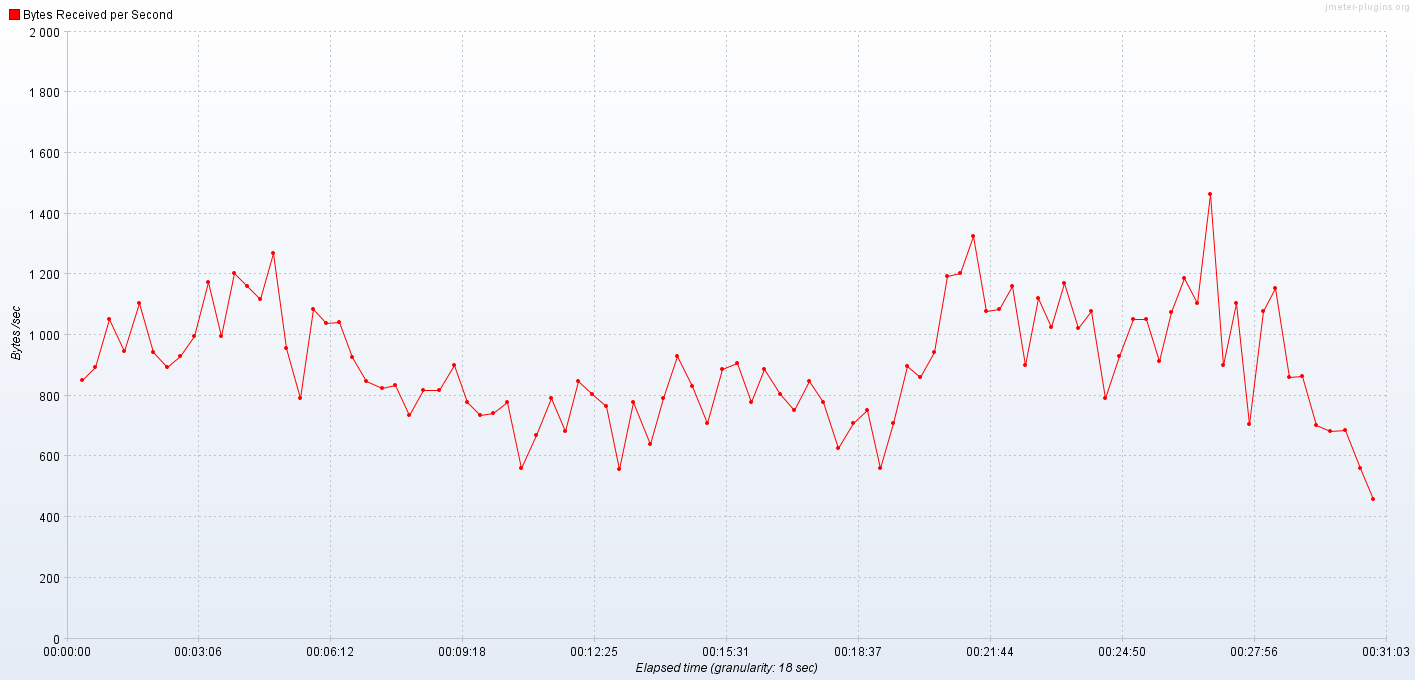 Bytes Received per Second
jmeter-plugins.org
2 000
1 800
1 600
1 400
1 200
1 000
800
600
400
200
0
Bytes /sec
00:00:00 00:03:06 00:06:12 00:09:18 00:12:25 00:15:31 00:18:37 00:21:44 00:24:50 00:27:56 00:31:03
Elapsed time (granularity: 18 sec)